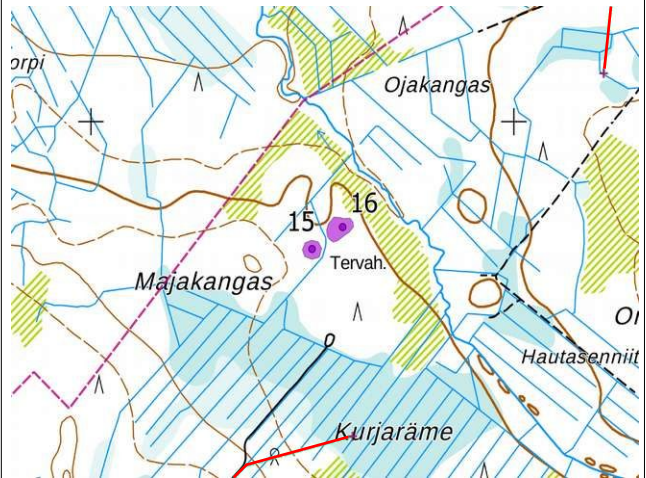 orpi
Ojakangas
15
16
Tervah.
Majakangas
Or
Hautasenniit
Kurjaräme